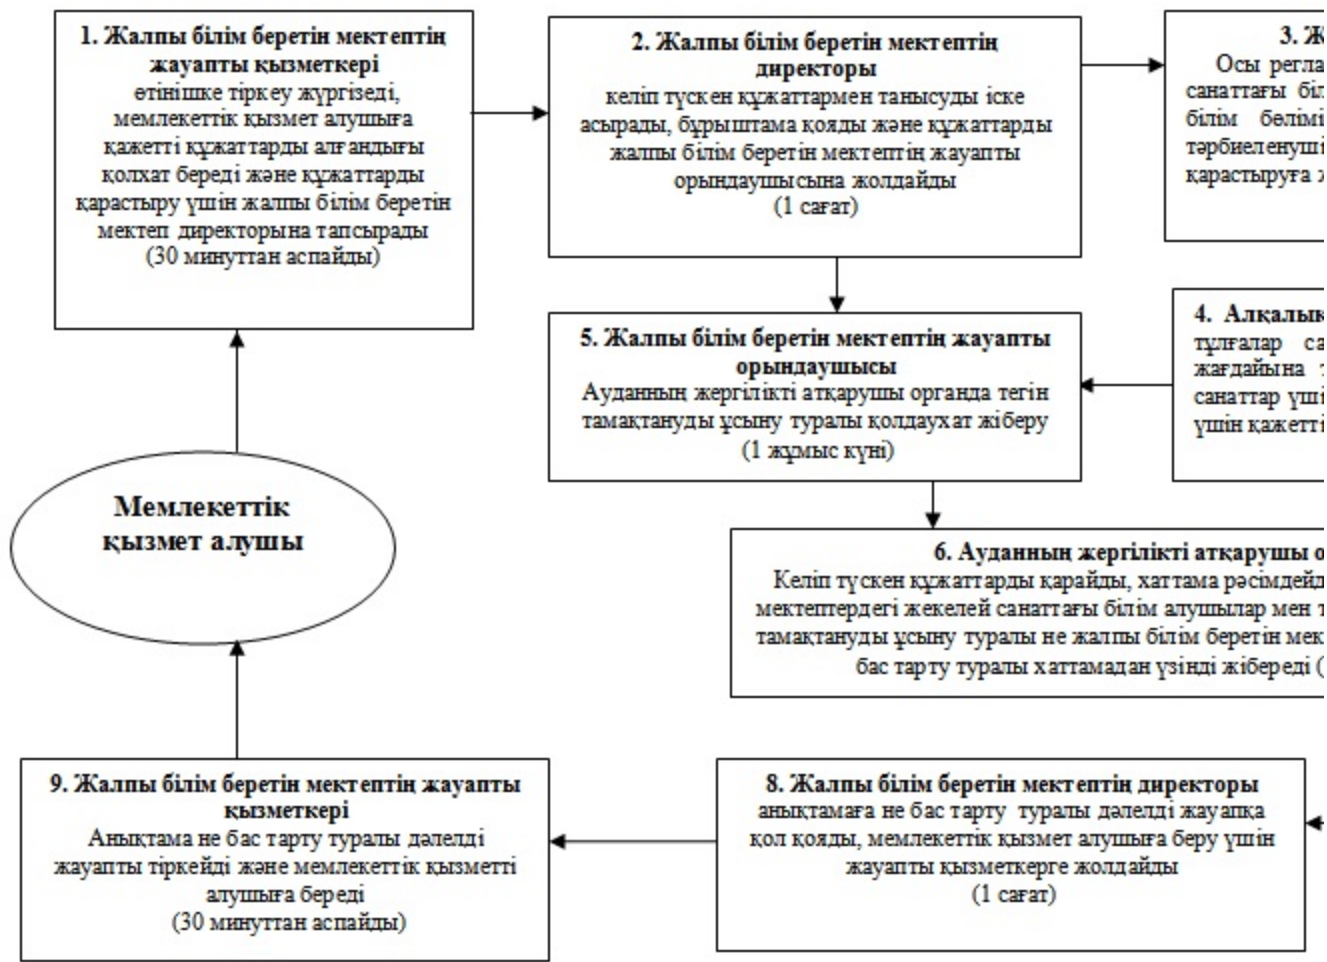 1. Жалпы білім беретін мектептің
жауапты қызметкері
өтінішке тіркеу жүргізеді,
мемлекеттік қызмет алушыға
қажетті құжаттарды алғандығы
қолхат береді және құжаттарды
қарастыру үшін жалпы білім беретін
мектеп директорына тапсырады
(30 минуттан аспайды)
2. Жалпы білім беретін мектептің
директоры
келіп түскен құжаттармен танысуды іске
асырады, бұрыштама қояды және құжаттарды
жалпы білім беретін мектептің жауапты
орындаушысына жолдайды
(1 сағат)
3. Ж
Осы регла
санаттағы біл
білім бөлімі
тәрбиеленуші
қарастыруға ж
4. Алқалық
тұлғалар са
жағдайына т
санаттар үші
үшін қажетті
5. Жалпы білім беретін мектептің жауапты
орындаушысы
Ауданның жергілікті атқарушы органда тегін
тамақтануды ұсыну туралы қолдаухат жіберу
(1 жұмыс күні)
Мемлекеттік
қызмет алушы
6. Ауданның жергілікті атқарушы о
Келіп түскен құжаттарды қарайды, хаттама рәсімдейд
мектептердегі жекелей санаттағы білім алушылар мен т
тамақтануды ұсыну туралы не жалпы білім беретін мек
бас тарту туралы хаттамадан үзінді жібереді (
9. Жалпы білім беретін мектептің жауапты
қызметкері
Анықтама не бас тарту туралы дәлелді
жауапты тіркейді және мемлекеттік қызметті
алушыға береді
(30 минуттан аспайды)
8. Жалпы білім беретін мектептің директоры
анықтамаға не бас тарту туралы дәлелді жауапқа
қол қояды, мемлекеттік қызмет алушыға беру үшін
жауапты қызметкерге жолдайды
(1 сағат)